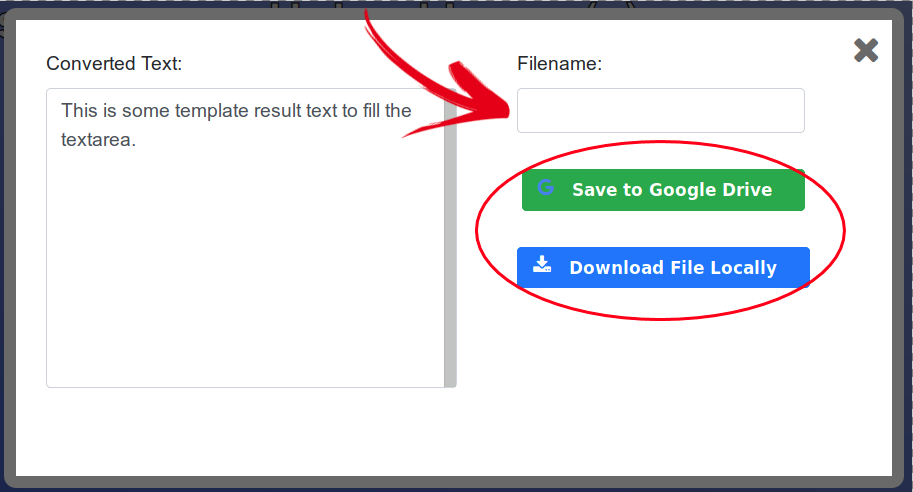 Converted Text:
This is some template result text to fill the
textarea.
Filename:
G Save to Google Drive
Download File Locally